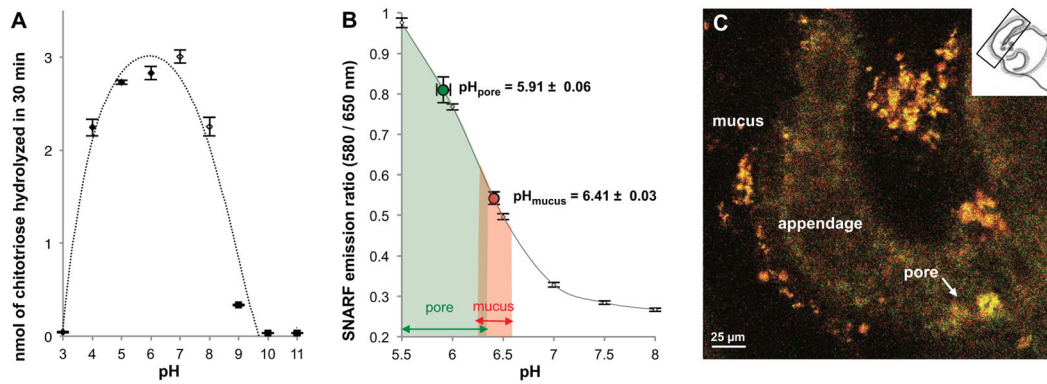 A
nmol of chitotriose hydrolyzed in 30 min
3
2
1
0
3 4 5 6 7 8 9 10 11
pH
B
SNARF emission ratio (580 / 650 nm)
1
0.9
0.8
0.7
0.6
0.5
0.4
0.3
0.2
pHpore = 5.91 ± 0.06
pHmucus = 6.41 ± 0.03
pore
mucus
5.5 6 6.5 7 7.5 8
pH
C
mucus
appendage
pore
25 µm